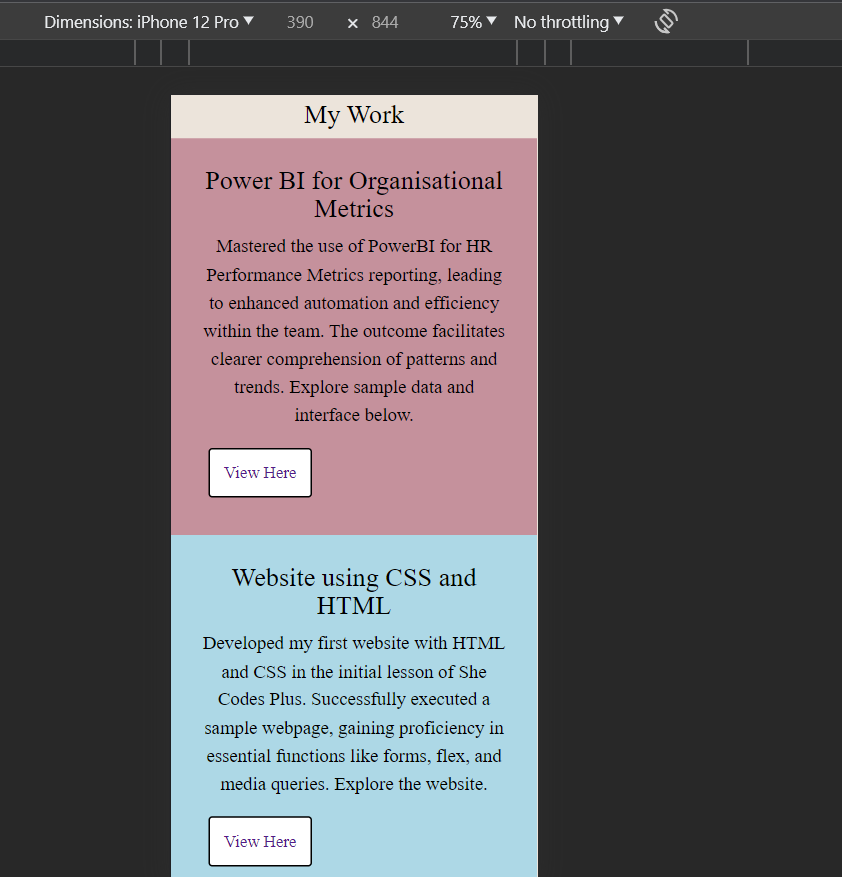 Dimensions: iPhone 12 Pro ▼ 390 × 844 75% ▼ No throttling ▼
My Work
Power BI for Organisational
Metrics
Mastered the use of PowerBI for HR
Performance Metrics reporting, leading
to enhanced automation and efficiency
within the team. The outcome facilitates
clearer comprehension of patterns and
trends. Explore sample data and
interface below.
View Here
Website using CSS and
HTML
Developed my first website with HTML
and CSS in the initial lesson of She
Codes Plus. Successfully executed a
sample webpage, gaining proficiency in
essential functions like forms, flex, and
media queries. Explore the website.
View Here